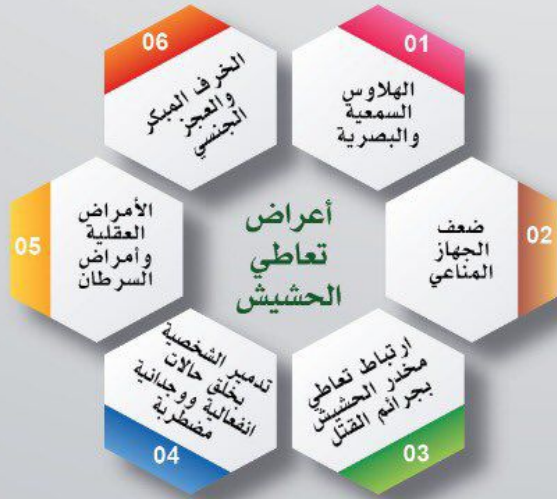 أعراض
تعاطي
الحشيش
01
الهلاوس
السمعية
والبصرية
02
ضعف
الجهاز
المناعي
03
ارتباط تعاطي
مخدر الحشيش
بجرائم القتل
04
تدمير الشخصية
بخلق حالات
انفعالية ووجدانية
مضطربة
05
الأمراض
العقلية
وأمراض
السرطان
06
الخرف المبكر
والعجز
الجنسي